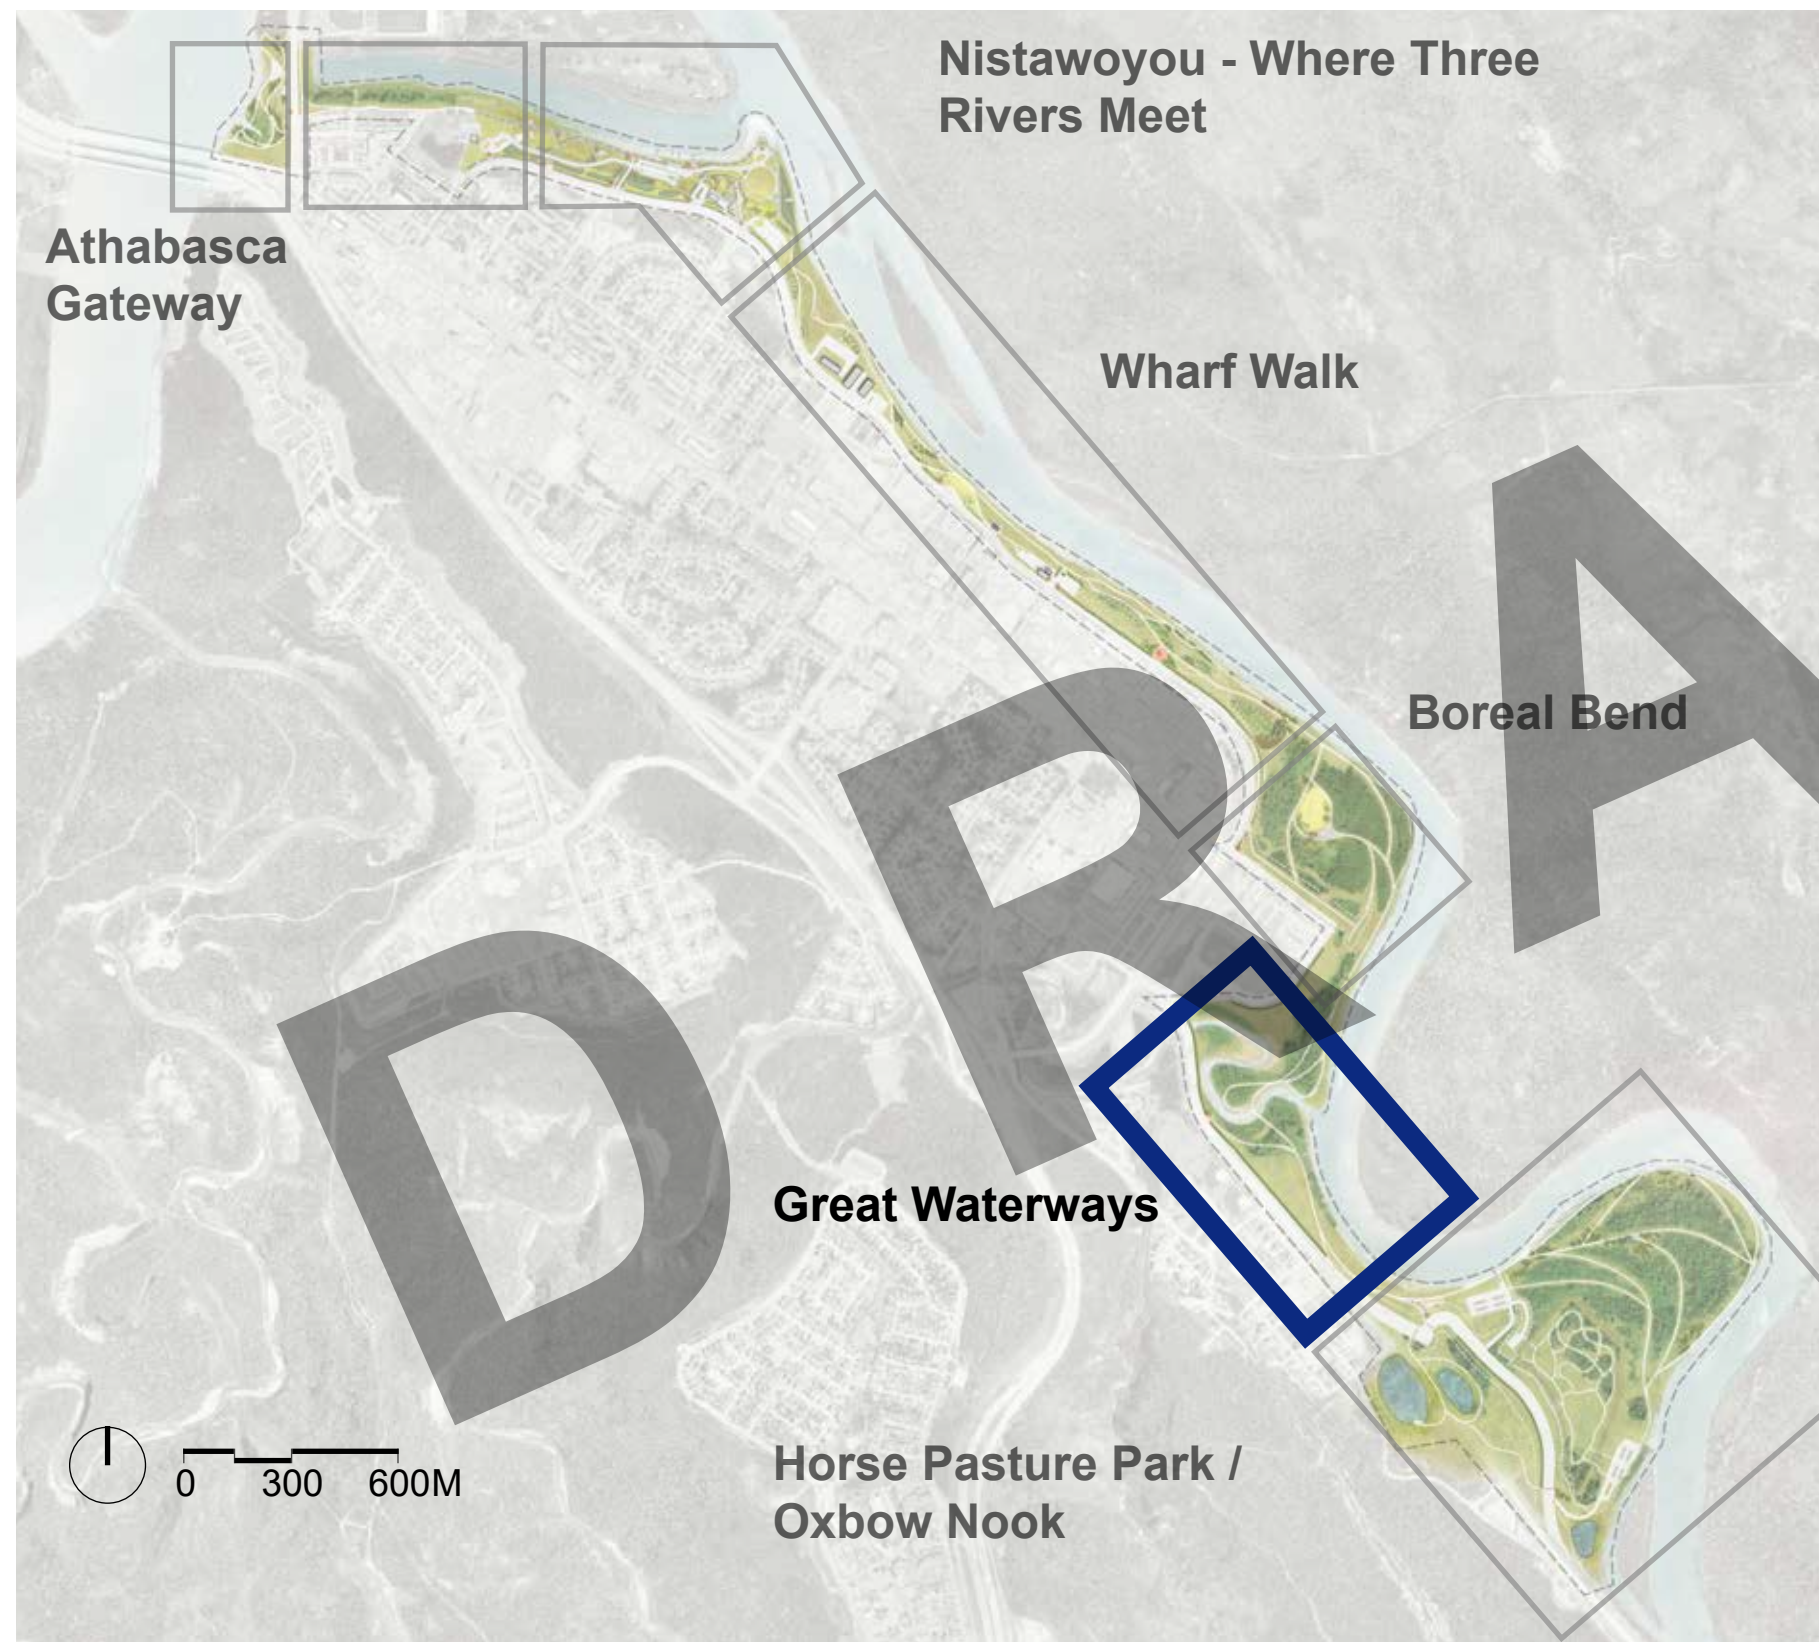 Nistawoyou - Where Three
Rivers Meet
Athabasca
Gateway
Wharf Walk
Boreal Bend
DRA
Great Waterways
Horse Pasture Park /
Oxbow Nook
0 300 600M